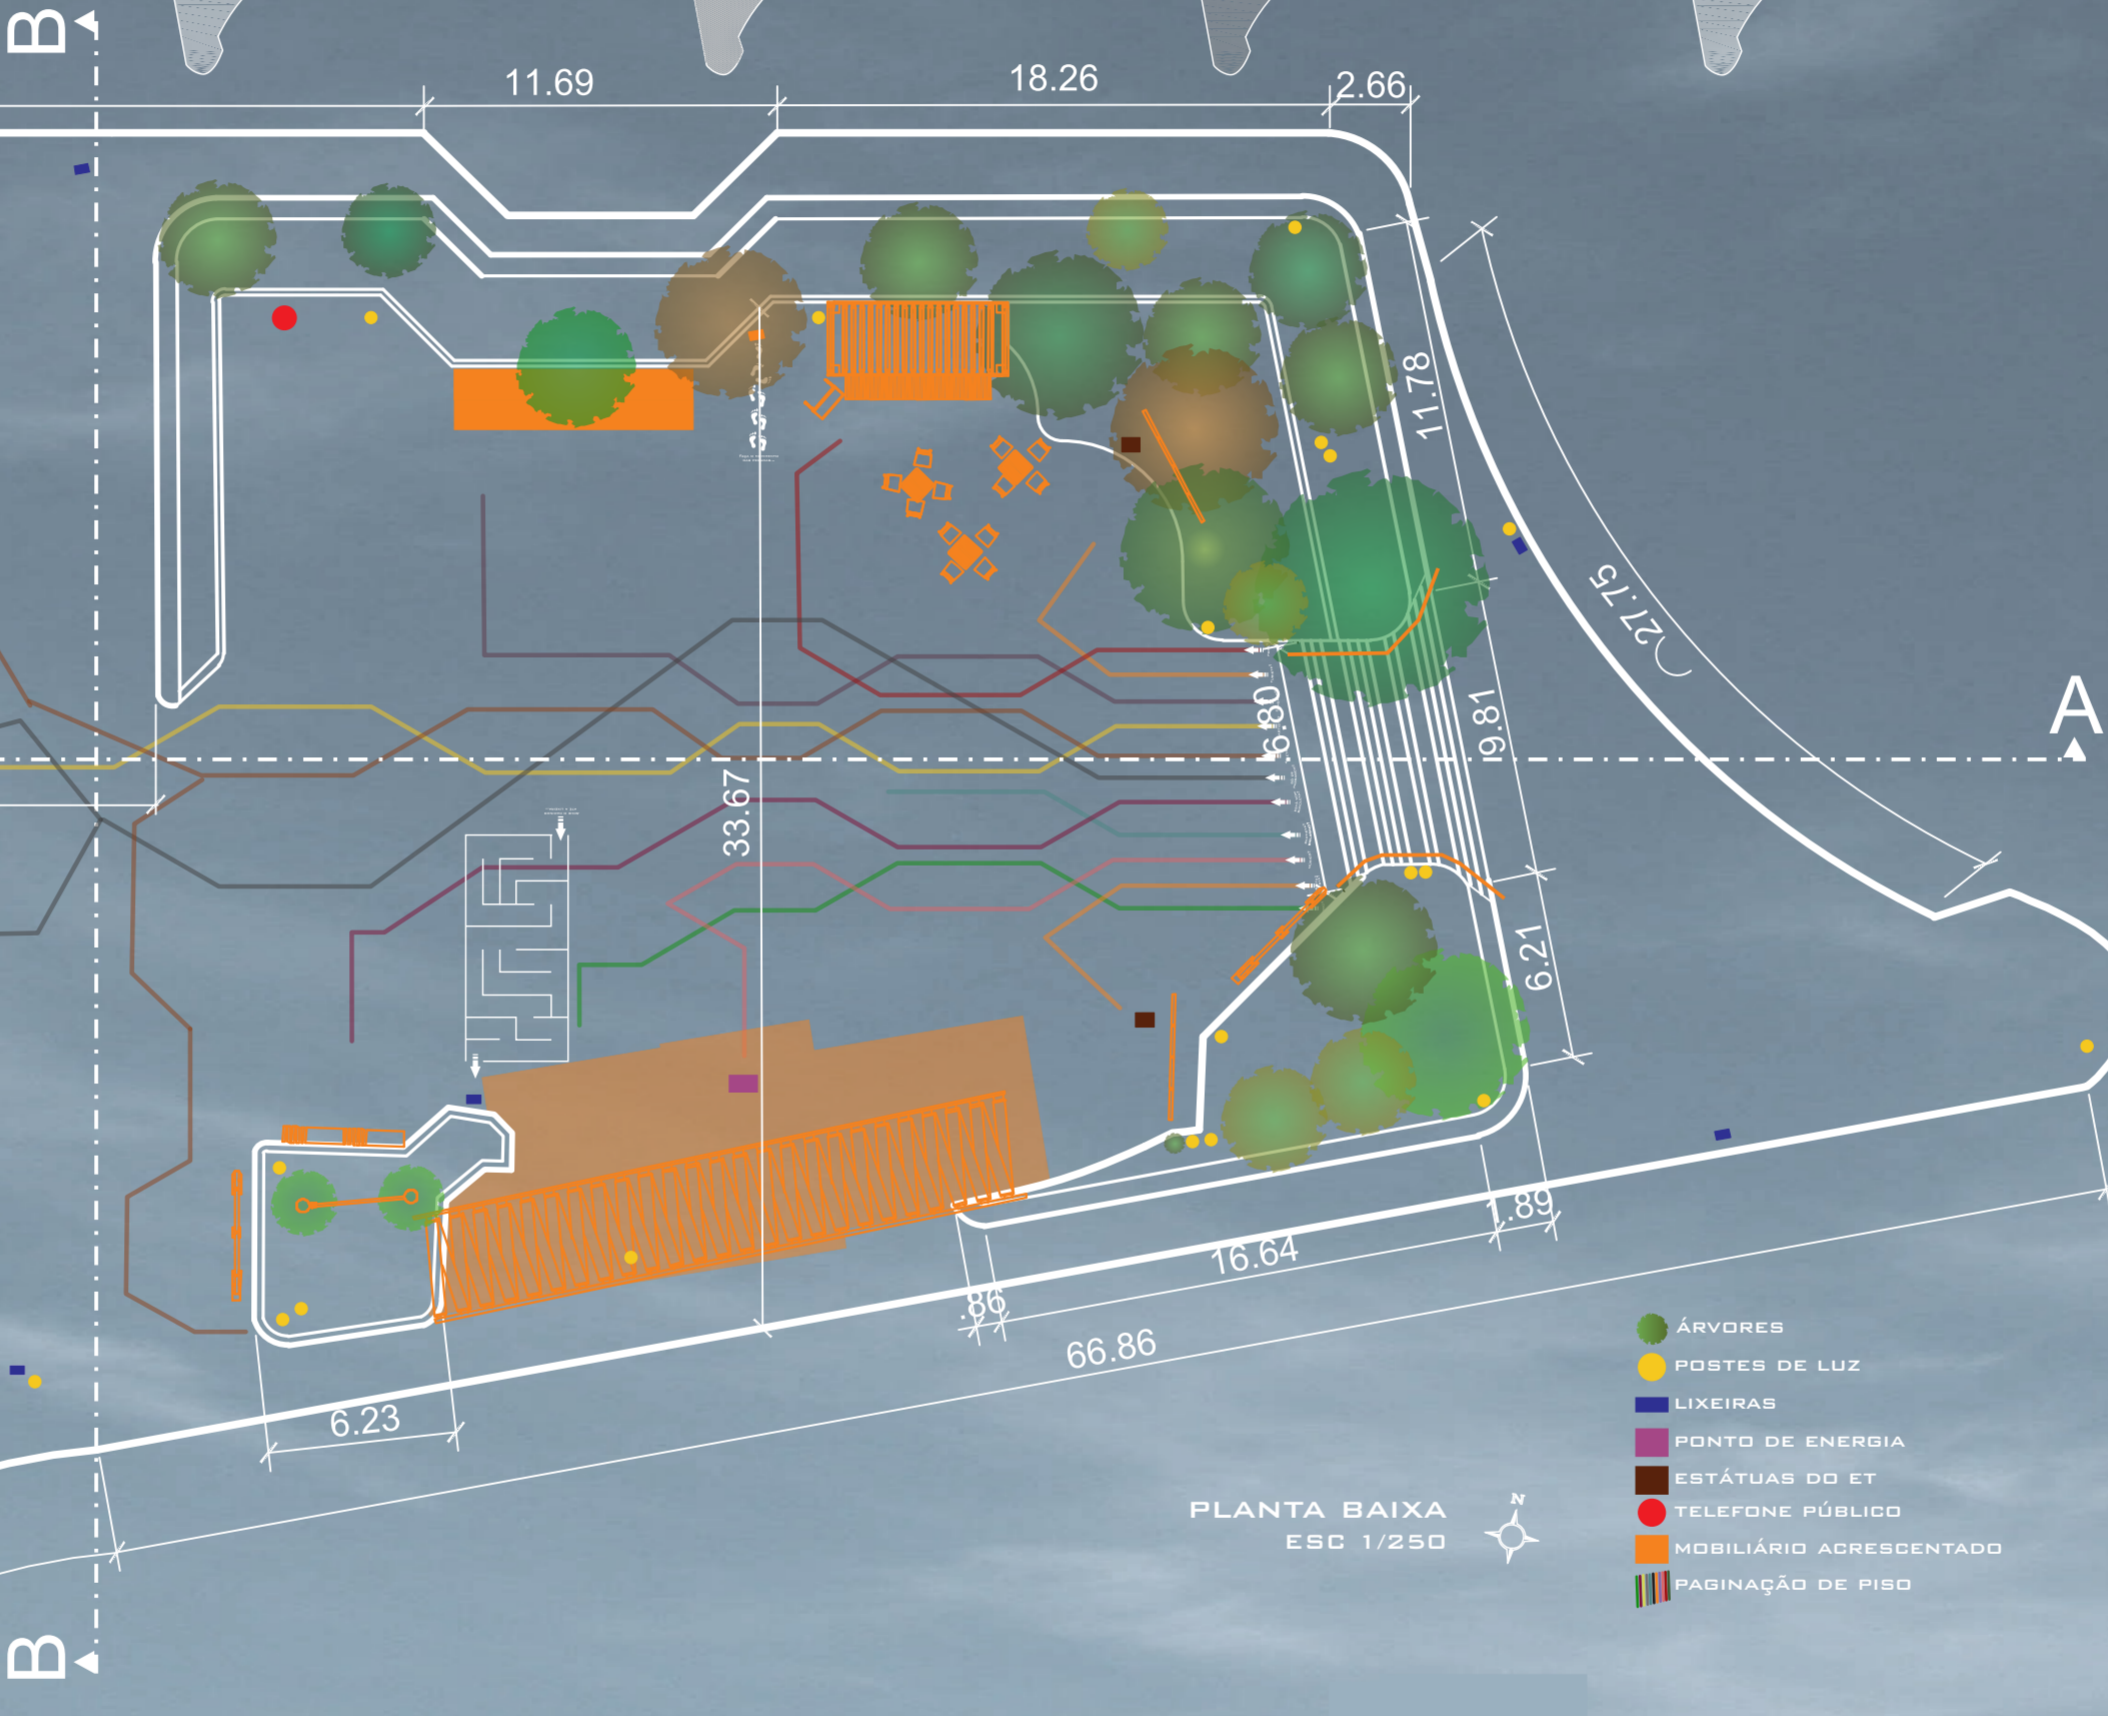 B
11.69
18.26
2.66
11.78
27.75
A
6.80
9.81
33.67
6.21
1.89
16.64
.86
66.86
6.23
ÁRVORES
POSTES DE LUZ
LIXEIRAS
PONTO DE ENERGIA
ESTÁTUAS DO ET
TELEFONE PÚBLICO
MOBILIÁRIO ACRESCENTADO
PAGINAÇÃO DE PISO
PLANTA BAIXA
ESC 1/250
N
B